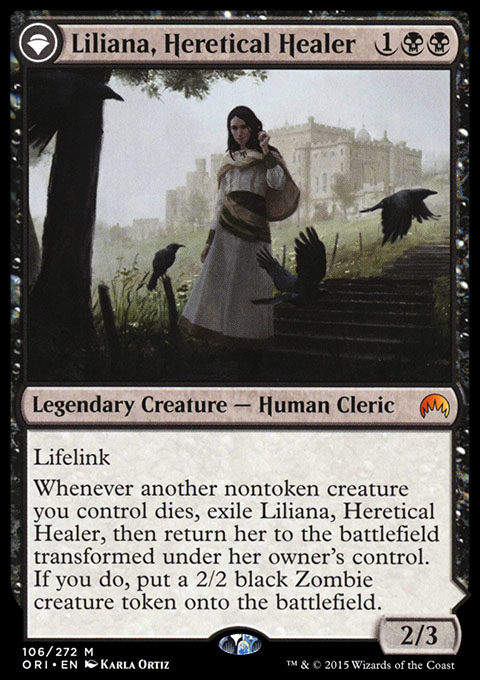 Liliana, Heretical Healer 1
Legendary Creature — Human Cleric
Lifelink
Whenever another nontoken creature
you control dies, exile Liliana, Heretical
Healer, then return her to the battlefield
transformed under her owner's control.
If you do, put a 2/2 black Zombie
creature token onto the battlefield.
2/3
106/272 M
ORI • EN Karla Ortiz
™ & © 2015 Wizards of the Coast